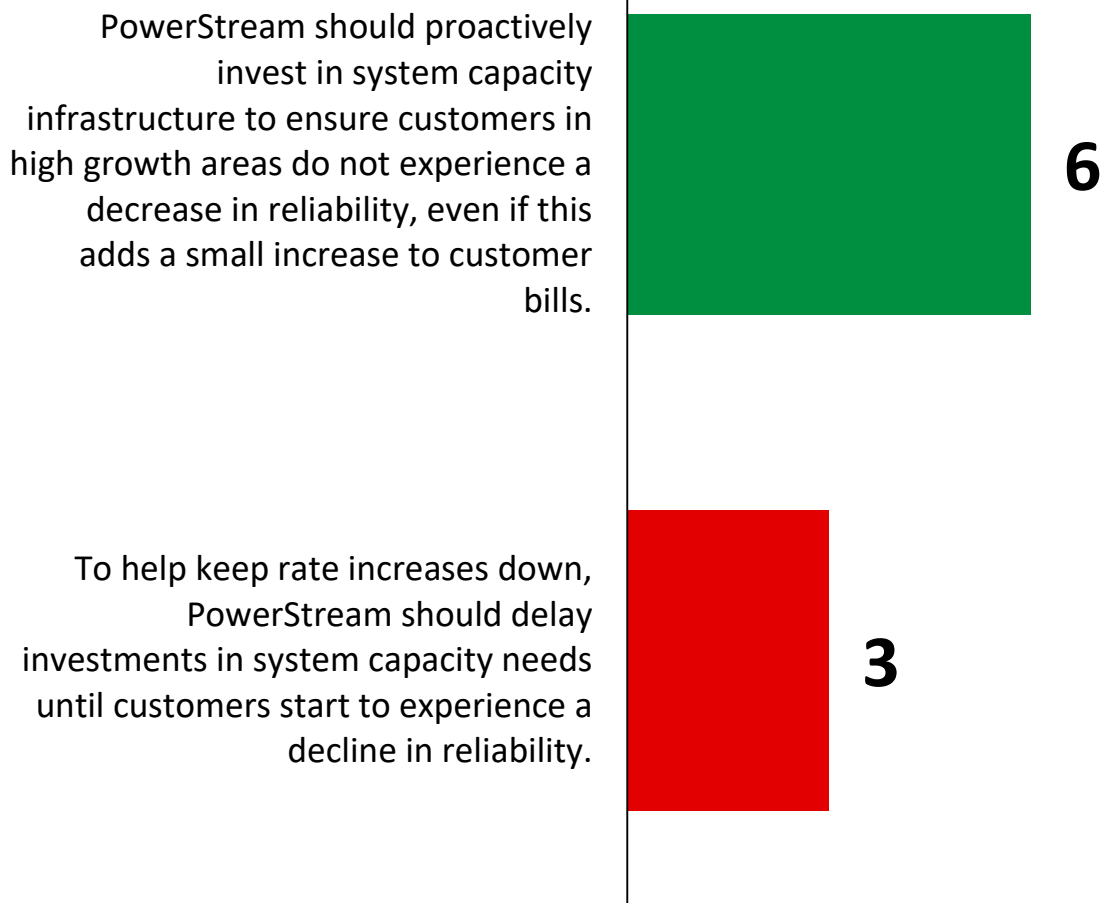 PowerStream should proactively
invest in system capacity
infrastructure to ensure customers in
high growth areas do not experience a
decrease in reliability, even if this
adds a small increase to customer
bills.
6
To help keep rate increases down,
PowerStream should delay
investments in system capacity needs
until customers start to experience a
decline in reliability.
3